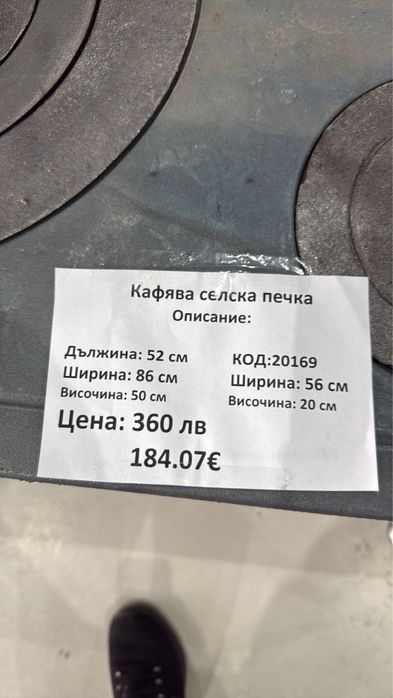 Кафява селска печка
Описание:
Дължина: 52 см
Ширина: 86 см
Височина: 50 см
КОД:20169
Ширина: 56 см
Височина: 20 см
Цена: 360 лв
184.07€